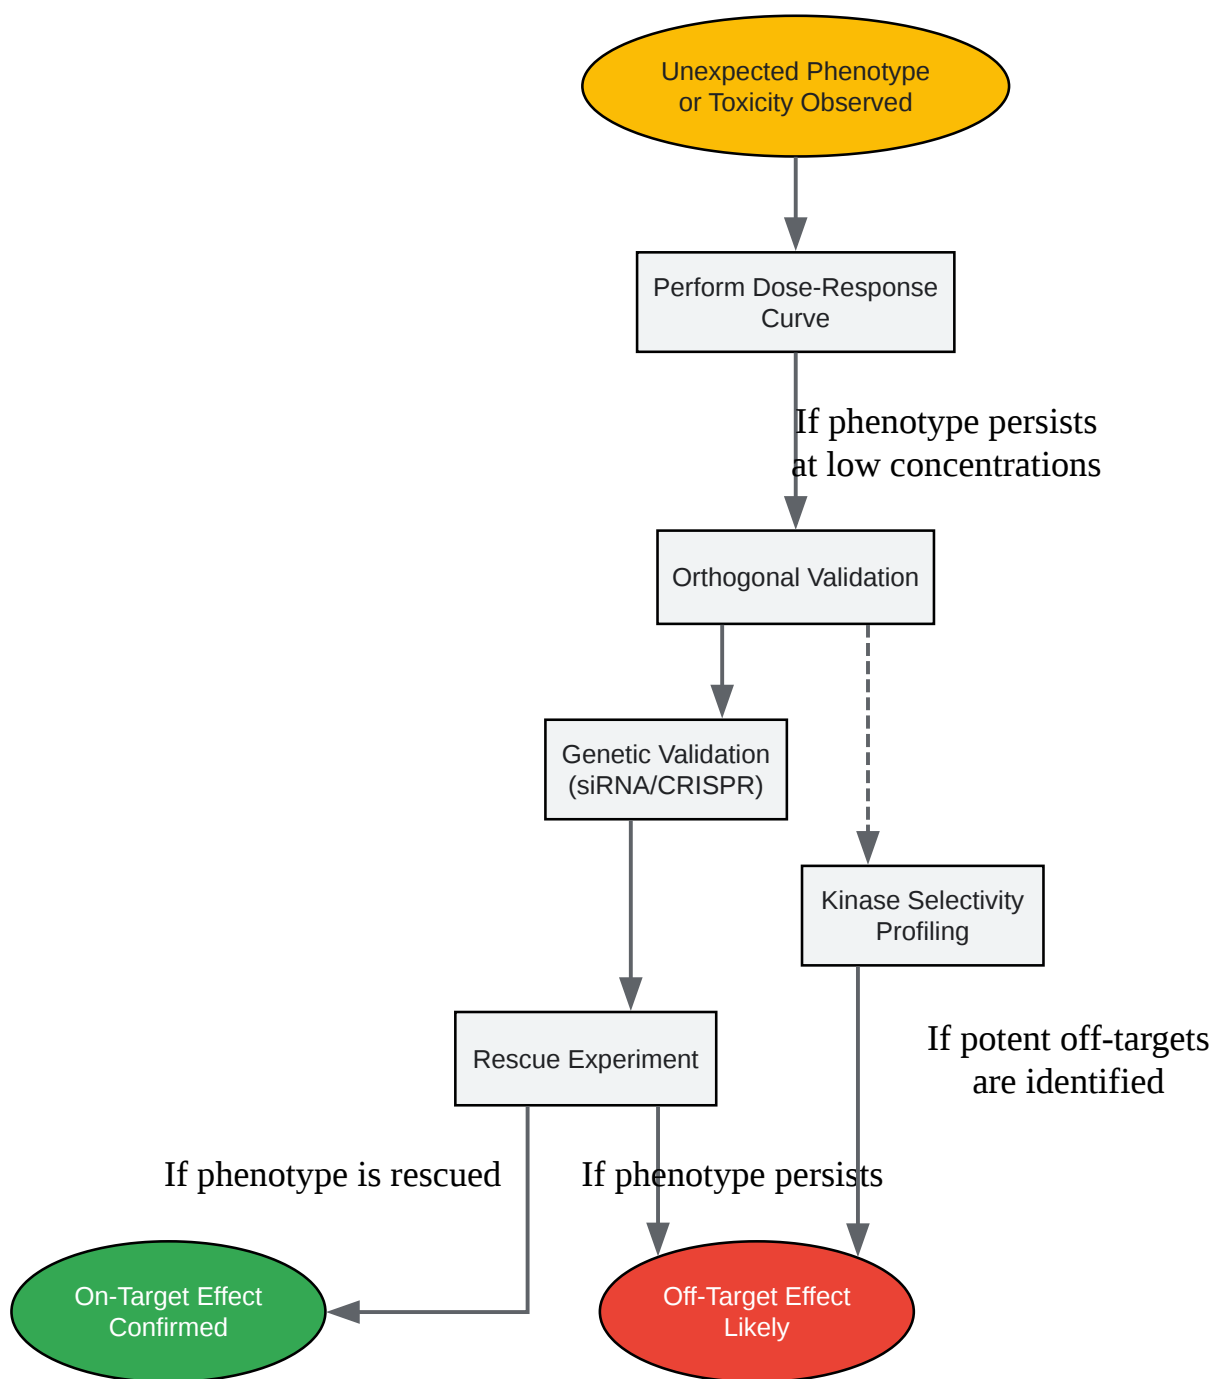 Unexpected Phenotype
or Toxicity Observed
Perform Dose-Response
Curve
If phenotype persists
at low concentrations
Orthogonal Validation
Genetic Validation
(siRNA/CRISPR)
Kinase Selectivity
Profiling
Rescue Experiment
If potent off-targets
are identified
If phenotype is rescued
If phenotype persists
On-Target Effect
Confirmed
Off-Target Effect
Likely